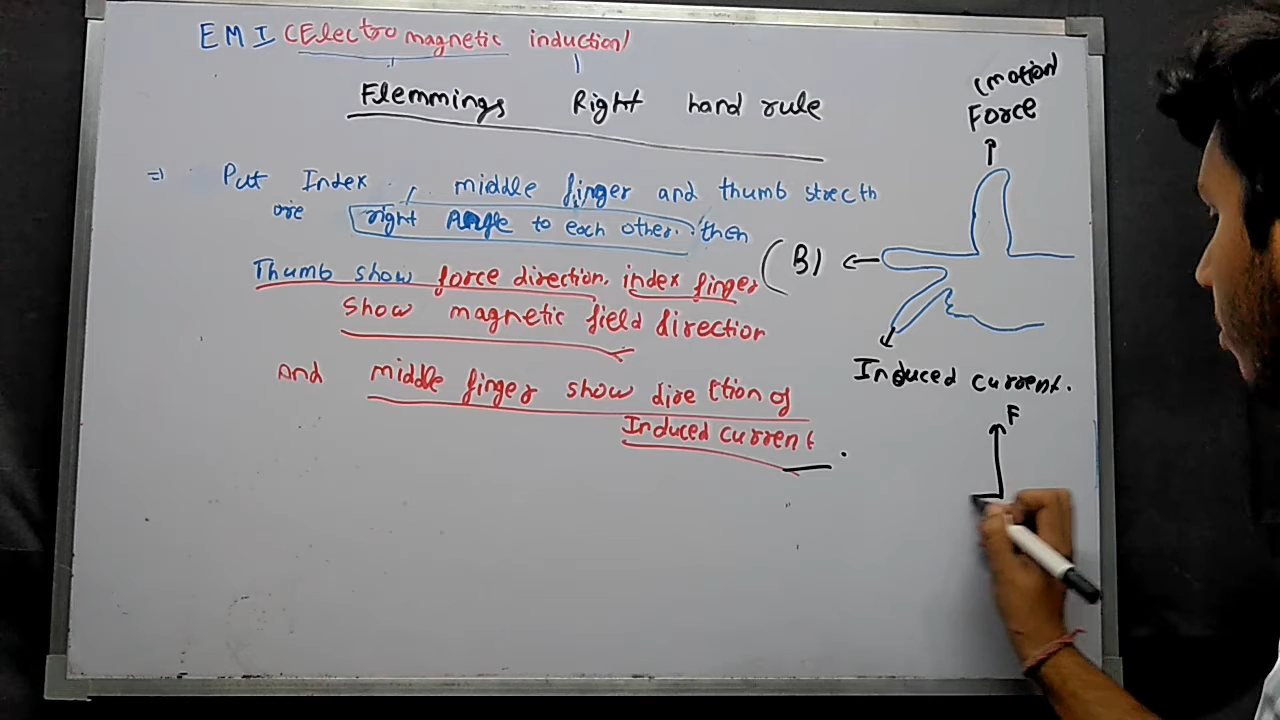 EMI (Electro magnetic induction)
Flemmings Right hand rule
=) Put Index , middle finger and thumb strecth
are right Angle to each other. then
Thumb show force direction, index finger
show magnetic field direction
And middle finger show direction of
Induced current.
(motion)
Force
(B)
Induced current.
F